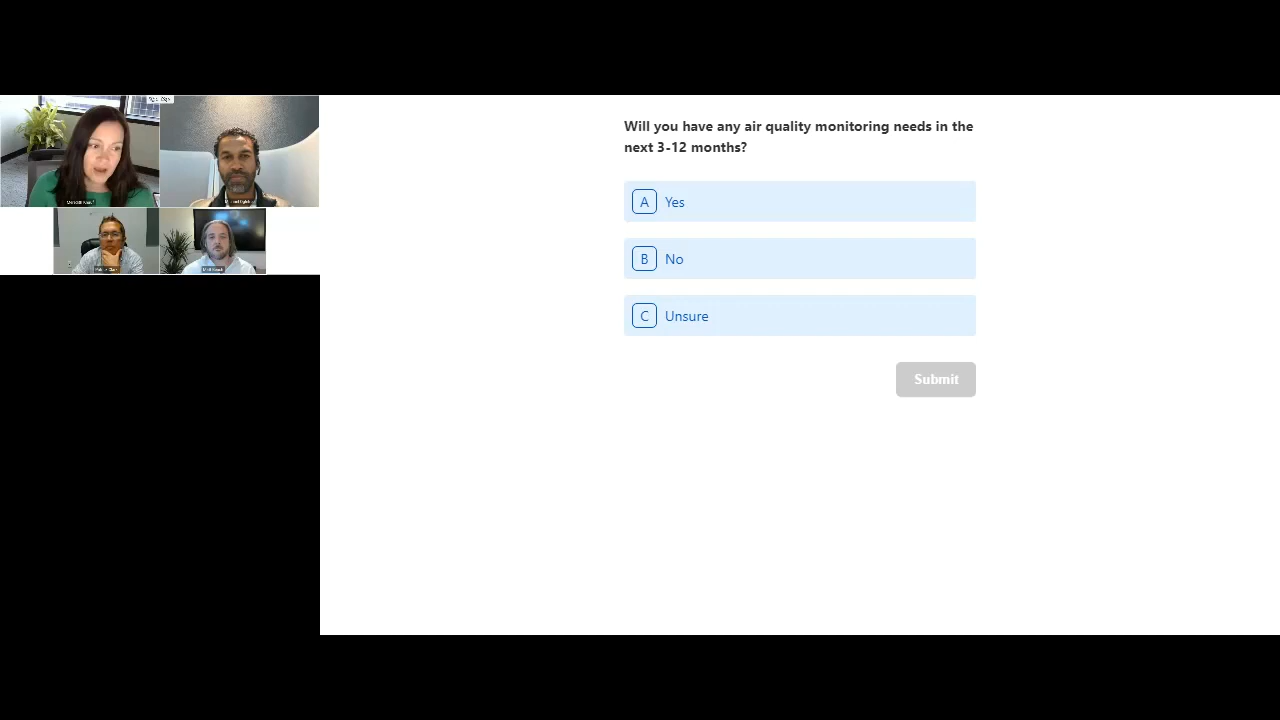 Will you have any air quality monitoring needs in the
next 3-12 months?
A Yes
B No
C Unsure
Submit